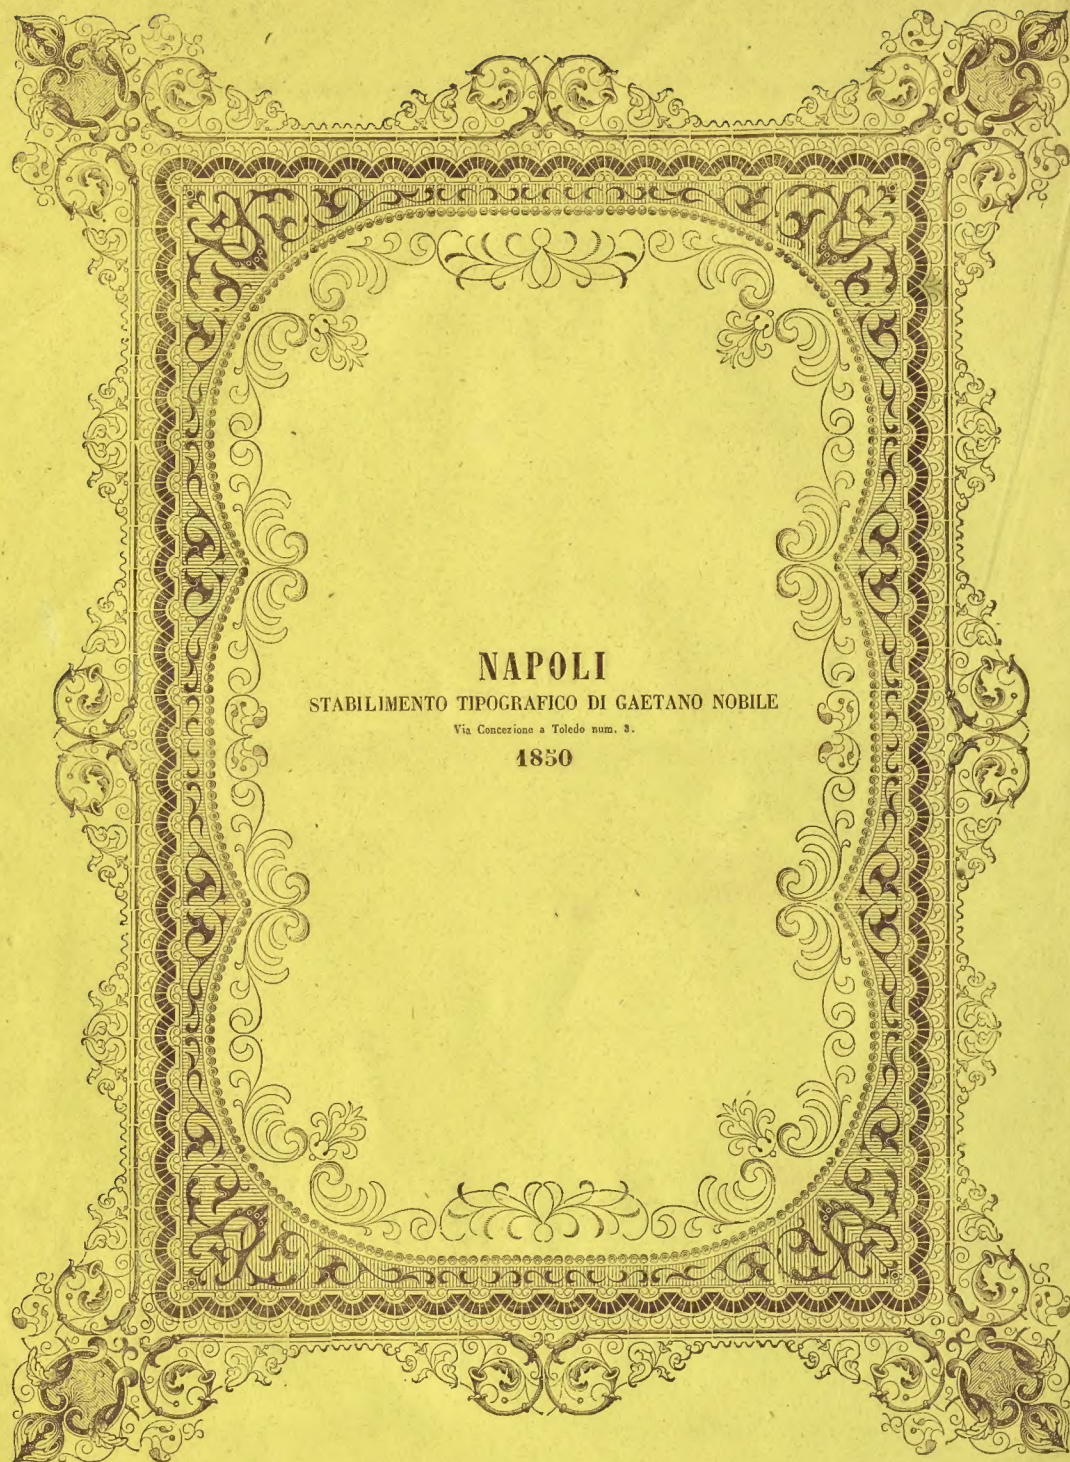 NAPOLI
STABILIMENTO TIPOGRAFICO DI GAETANO NOBILE
Via Concezione a Toledo num. 3.
1850